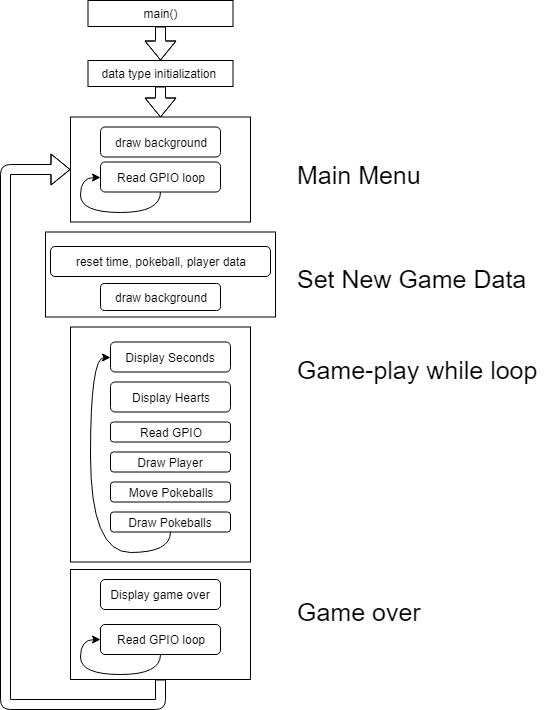 main()
data type initialization
draw background
Read GPIO loop
Main Menu
reset time, pokeball, player data
Set New Game Data
draw background
Display Seconds
Game-play while loop
Display Hearts
Read GPIO
Draw Player
Move Pokeballs
Draw Pokeballs
Display game over
Game over
Read GPIO loop